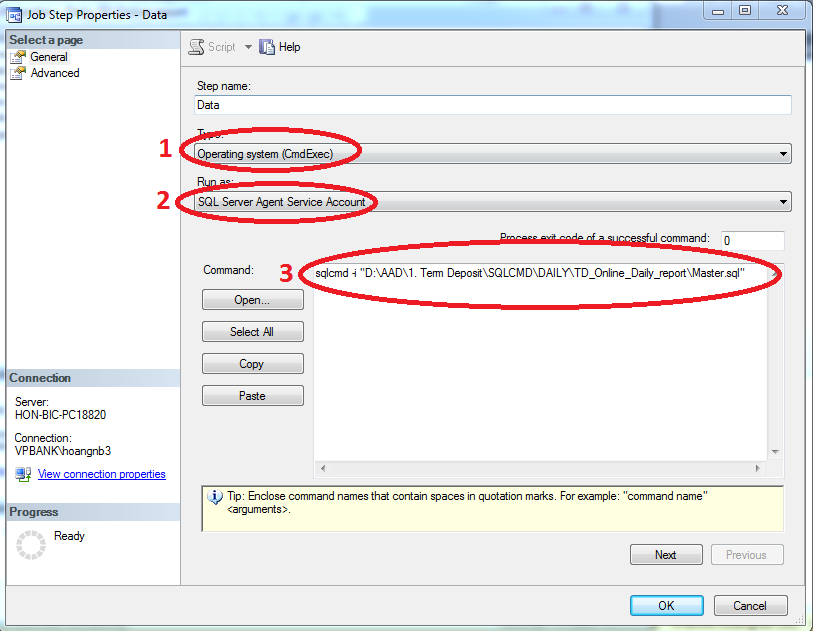 Job Step Properties - Data
Select a page
General
Advanced
Script
Help
Step name:
Data
Type:
1
Operating system (CmdExec)
Run as:
2
SQL Server Agent Service Account
Process exit code of a successful command:
0
Command:
3
sqlcmd -i "D:\AAD\1. Term Deposit\SQLCMD\DAILY\TD_Online_Daily_report\Master.sql"
Open...
Select All
Copy
Paste
Connection
Server:
HON-BIC-PC18820
Connection:
VPBANK\hoangnb3
View connection properties
Progress
Ready
Tip: Enclose command names that contain spaces in quotation marks. For example: "command name"
<arguments>.
Next
Previous
OK
Cancel